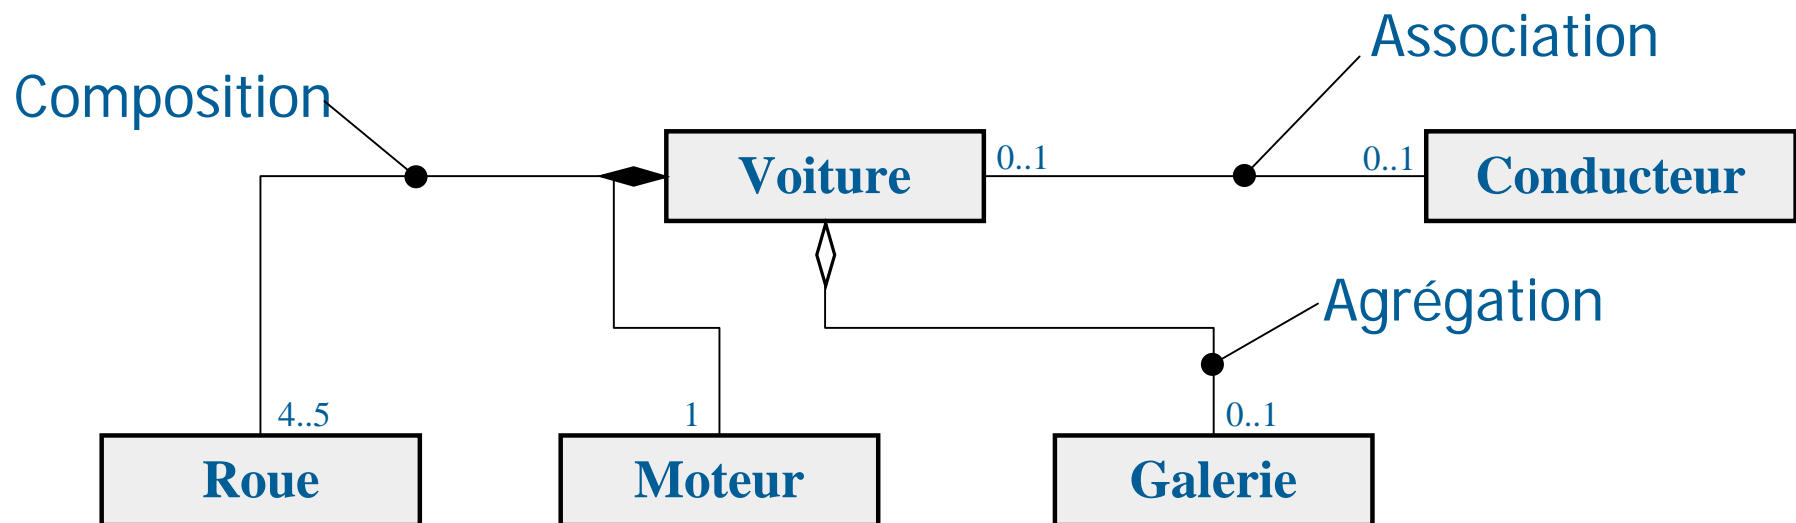 Association
Composition
Voiture
0..1
0..1
Conducteur
Agrégation
4..5
1
0..1
Roue
Moteur
Galerie